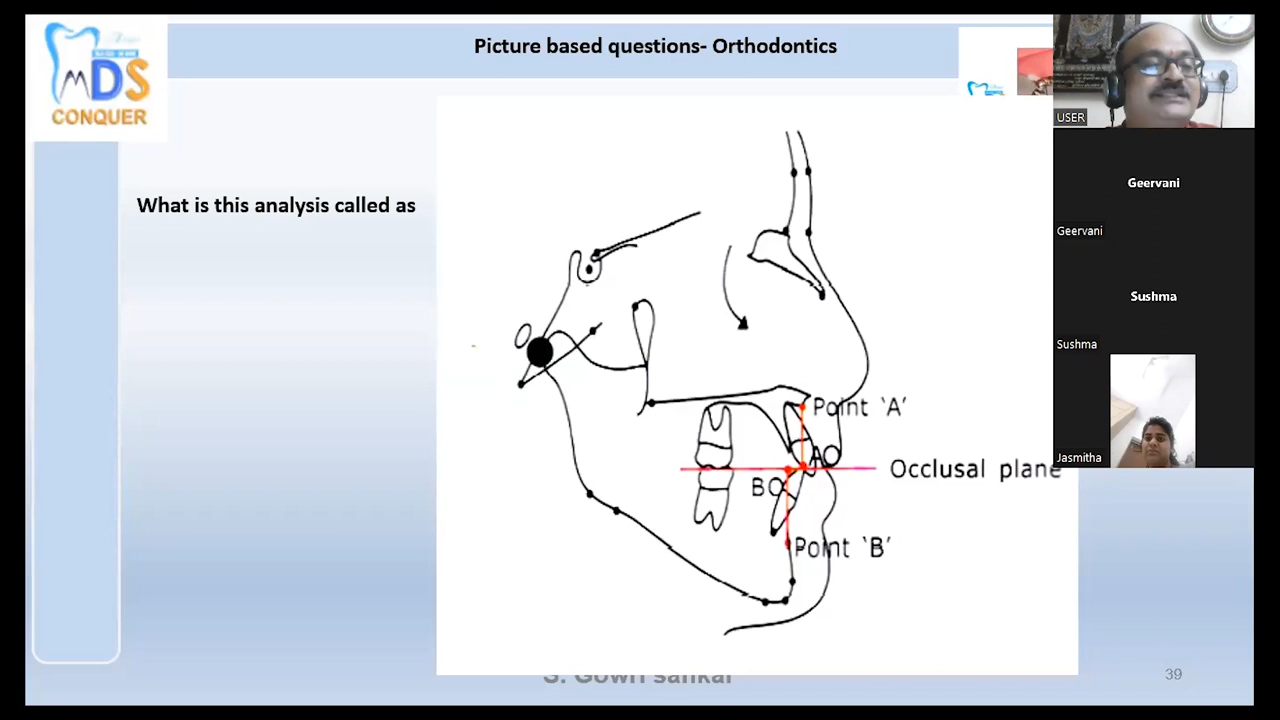 Picture based questions- Orthodontics
MDS
CONQUER
What is this analysis called as
Point ‘A’
AO
Occlusal plane
BO
Point ‘B’
39
USER
Geervani
Geervani
Sushma
Sushma
Jasmitha